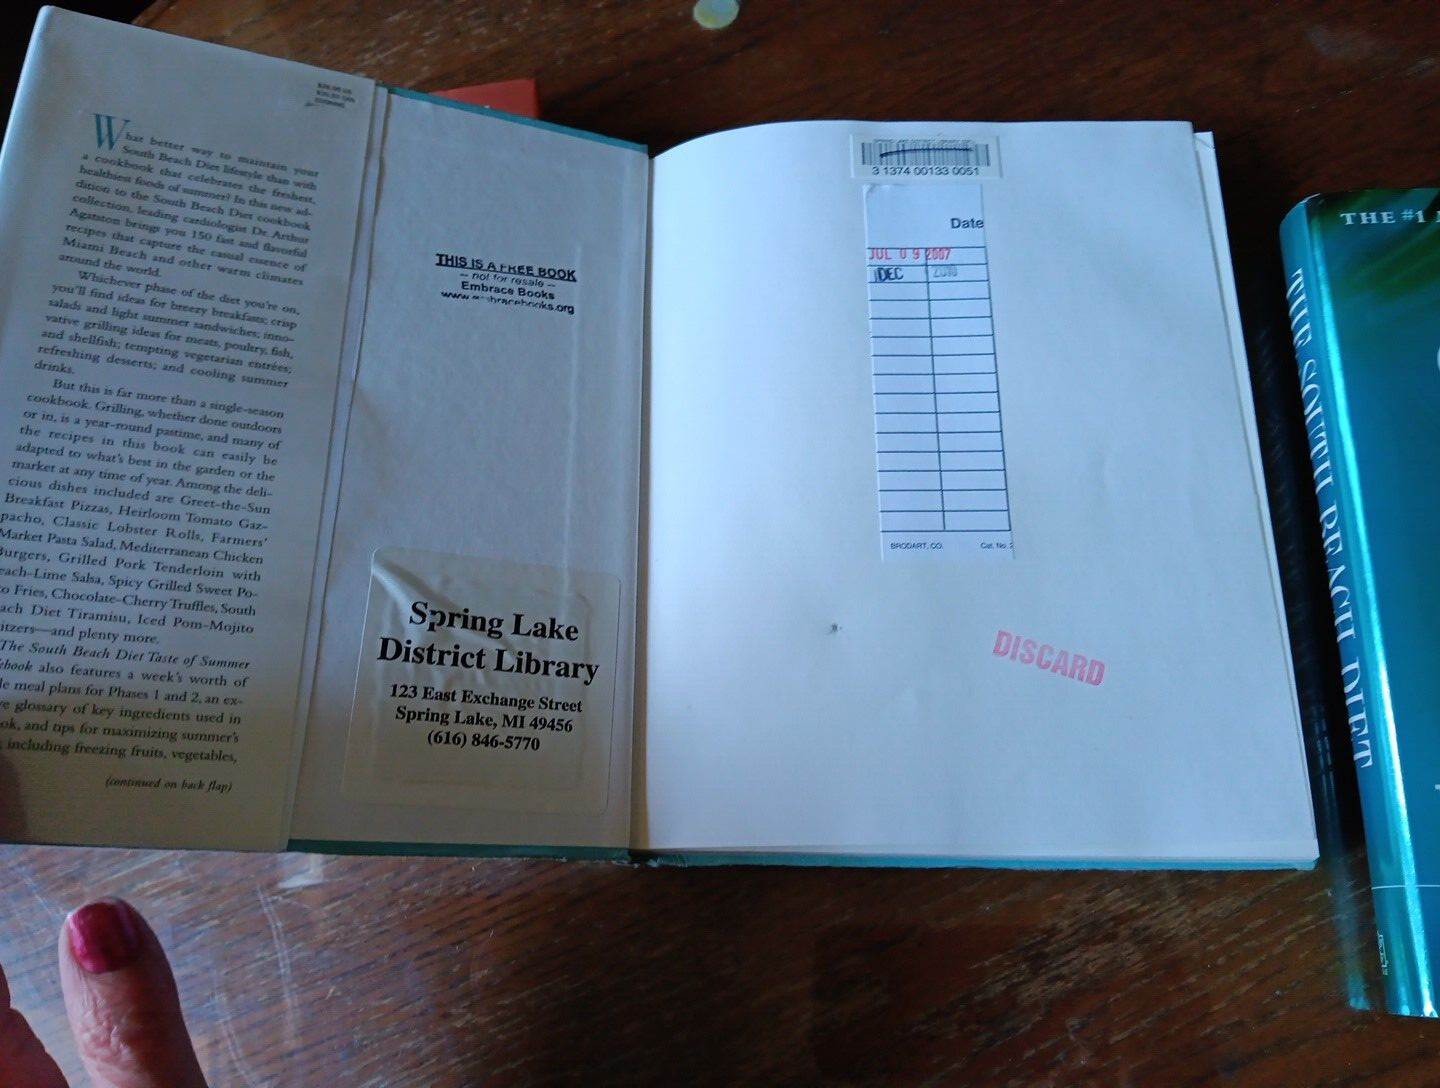 What better way to maintain your
South Beach Diet lifestyle than with
a cookbook that celebrates the freshest,
healthiest foods of summer? In this new ad-
dition to the South Beach Diet cookbook
collection, leading cardiologist Dr. Arthur
Agatston brings you 150 fast and flavorful
recipes that capture the casual essence of
Miami Beach and other warm climates
around the world.
Whichever phase of the diet you're on,
you'll find ideas for breezy breakfasts; crisp
salads and light summer sandwiches; inno-
vative grilling ideas for meats, poultry, fish,
and shellfish; tempting vegetarian entrées;
refreshing desserts; and cooling summer
drinks.
But this is far more than a single-season
cookbook. Grilling, whether done outdoors
or in, is a year-round pastime, and many of
the recipes in this book can easily be
adapted to what's best in the garden or the
market at any time of year. Among the deli-
cious dishes included are Greet-the-Sun
Breakfast Pizzas, Heirloom Tomato Gaz-
pacho, Classic Lobster Rolls, Farmers'
Market Pasta Salad, Mediterranean Chicken
Burgers, Grilled Pork Tenderloin with
each-Lime Salsa, Spicy Grilled Sweet Po-
to Fries, Chocolate-Cherry Truffles, South
ach Diet Tiramisu, Iced Pom-Mojito
itzers—and plenty more.
The South Beach Diet Taste of Summer
ebook also features a week's worth of
le meal plans for Phases 1 and 2, an ex-
ve glossary of key ingredients used in
ok, and tips for maximizing summer's
; including freezing fruits, vegetables,
(continued on back flap)
THIS IS A FREE BOOK
-- not for resale --
Embrace Books
www.embracebooks.org
Spring Lake
District Library
123 East Exchange Street
Spring Lake, MI 49456
(616) 846-5770
3 1374 00133 0051
Date
JUL 09 2007
DEC 2010
BRODART, CO. Cat. No. 2
DISCARD
THE #1
THE SOUTH BEACH DIET